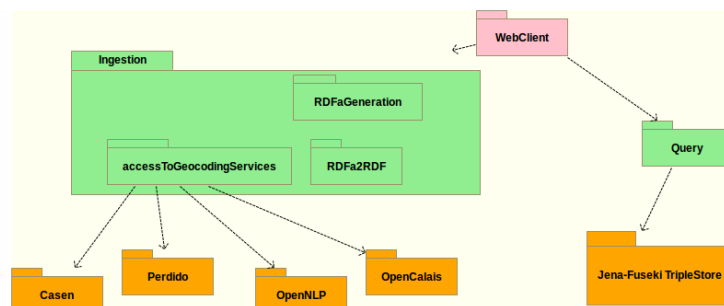 WebClient
Ingestion
RDFaGeneration
accessToGeocodingServices
RDFa2RDF
Query
Casen
Perdido
OpenNLP
OpenCalais
Jena-Fuseki TripleStore